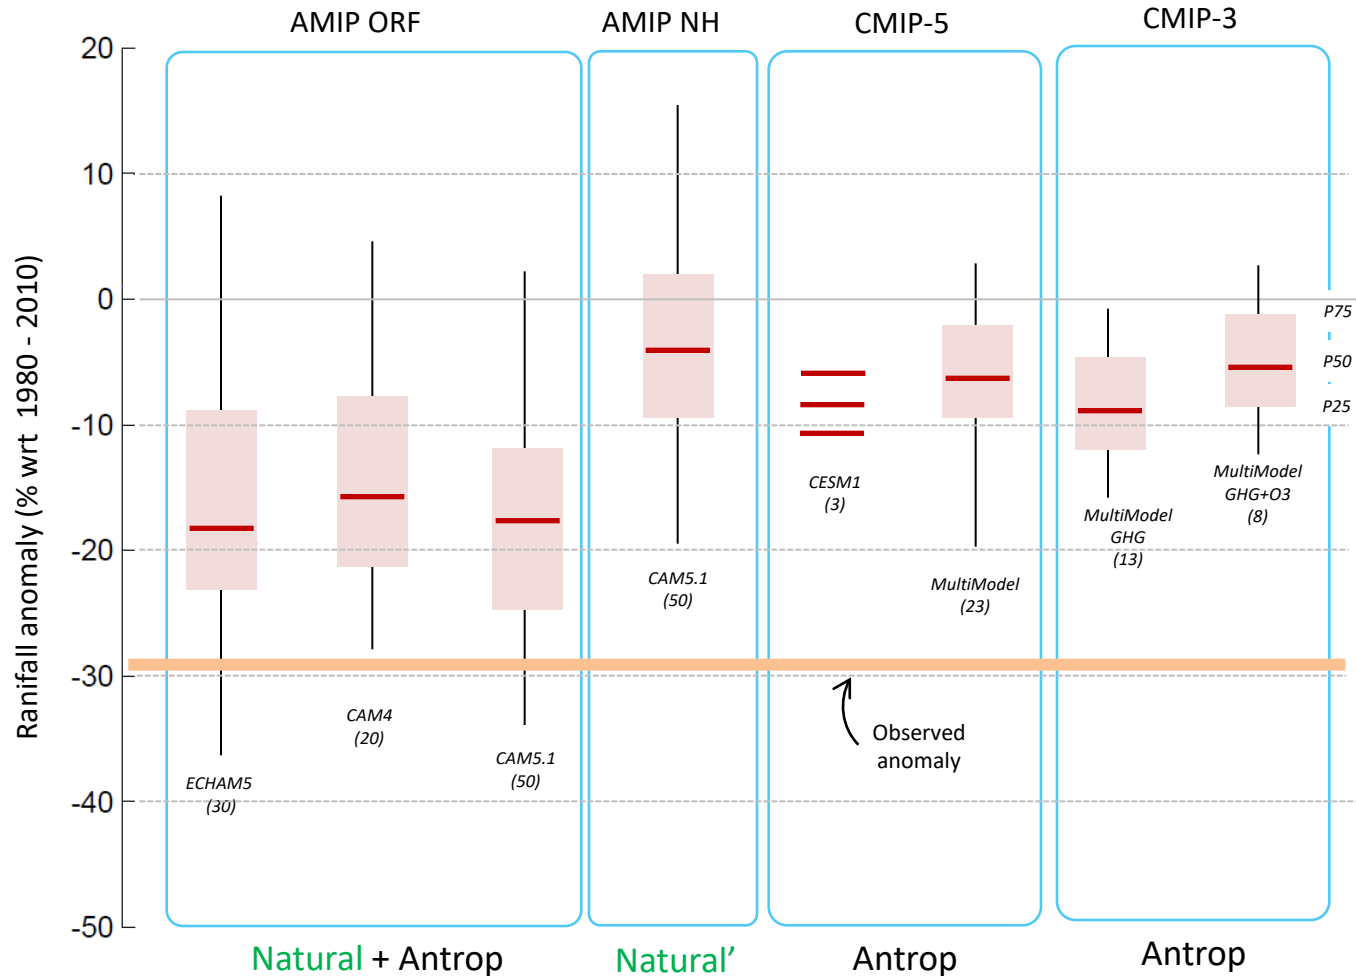 AMIP ORF
AMIP NH
CMIP-5
CMIP-3
Ranifall anomaly (% wrt 1980 - 2010)
20
10
0
-10
-20
-30
-40
-50
ECHAM5
(30)
CAM4
(20)
CAM5.1
(50)
CAM5.1
(50)
CESM1
(3)
MultiModel
(23)
MultiModel
GHG
(13)
MultiModel
GHG+O3
(8)
P75
P50
P25
Observed
anomaly
Natural + Antrop
Natural’
Antrop
Antrop